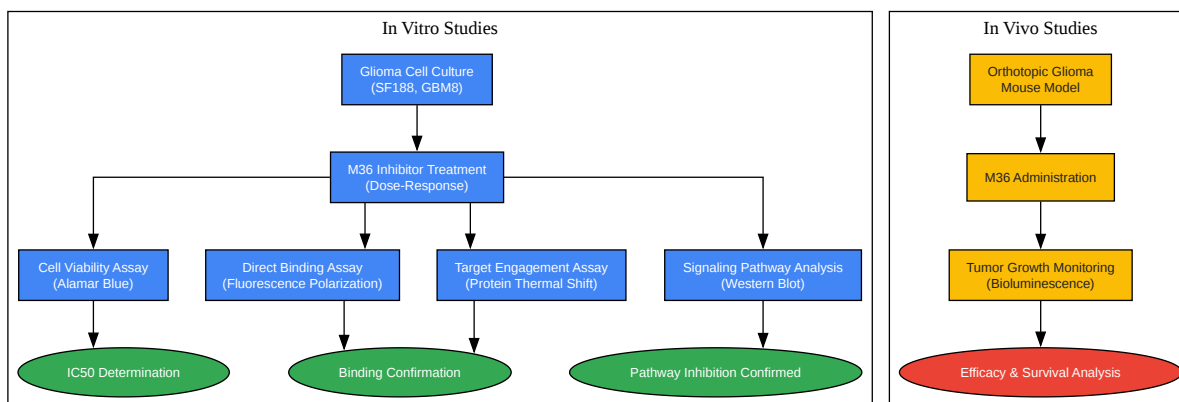 In Vitro Studies
Glioma Cell Culture
(SF188, GBM8)
M36 Inhibitor Treatment
(Dose-Response)
Cell Viability Assay
(Alamar Blue)
Direct Binding Assay
(Fluorescence Polarization)
Target Engagement Assay
(Protein Thermal Shift)
Signaling Pathway Analysis
(Western Blot)
IC50 Determination
Binding Confirmation
Pathway Inhibition Confirmed
In Vivo Studies
Orthotopic Glioma
Mouse Model
M36 Administration
Tumor Growth Monitoring
(Bioluminescence)
Efficacy & Survival Analysis